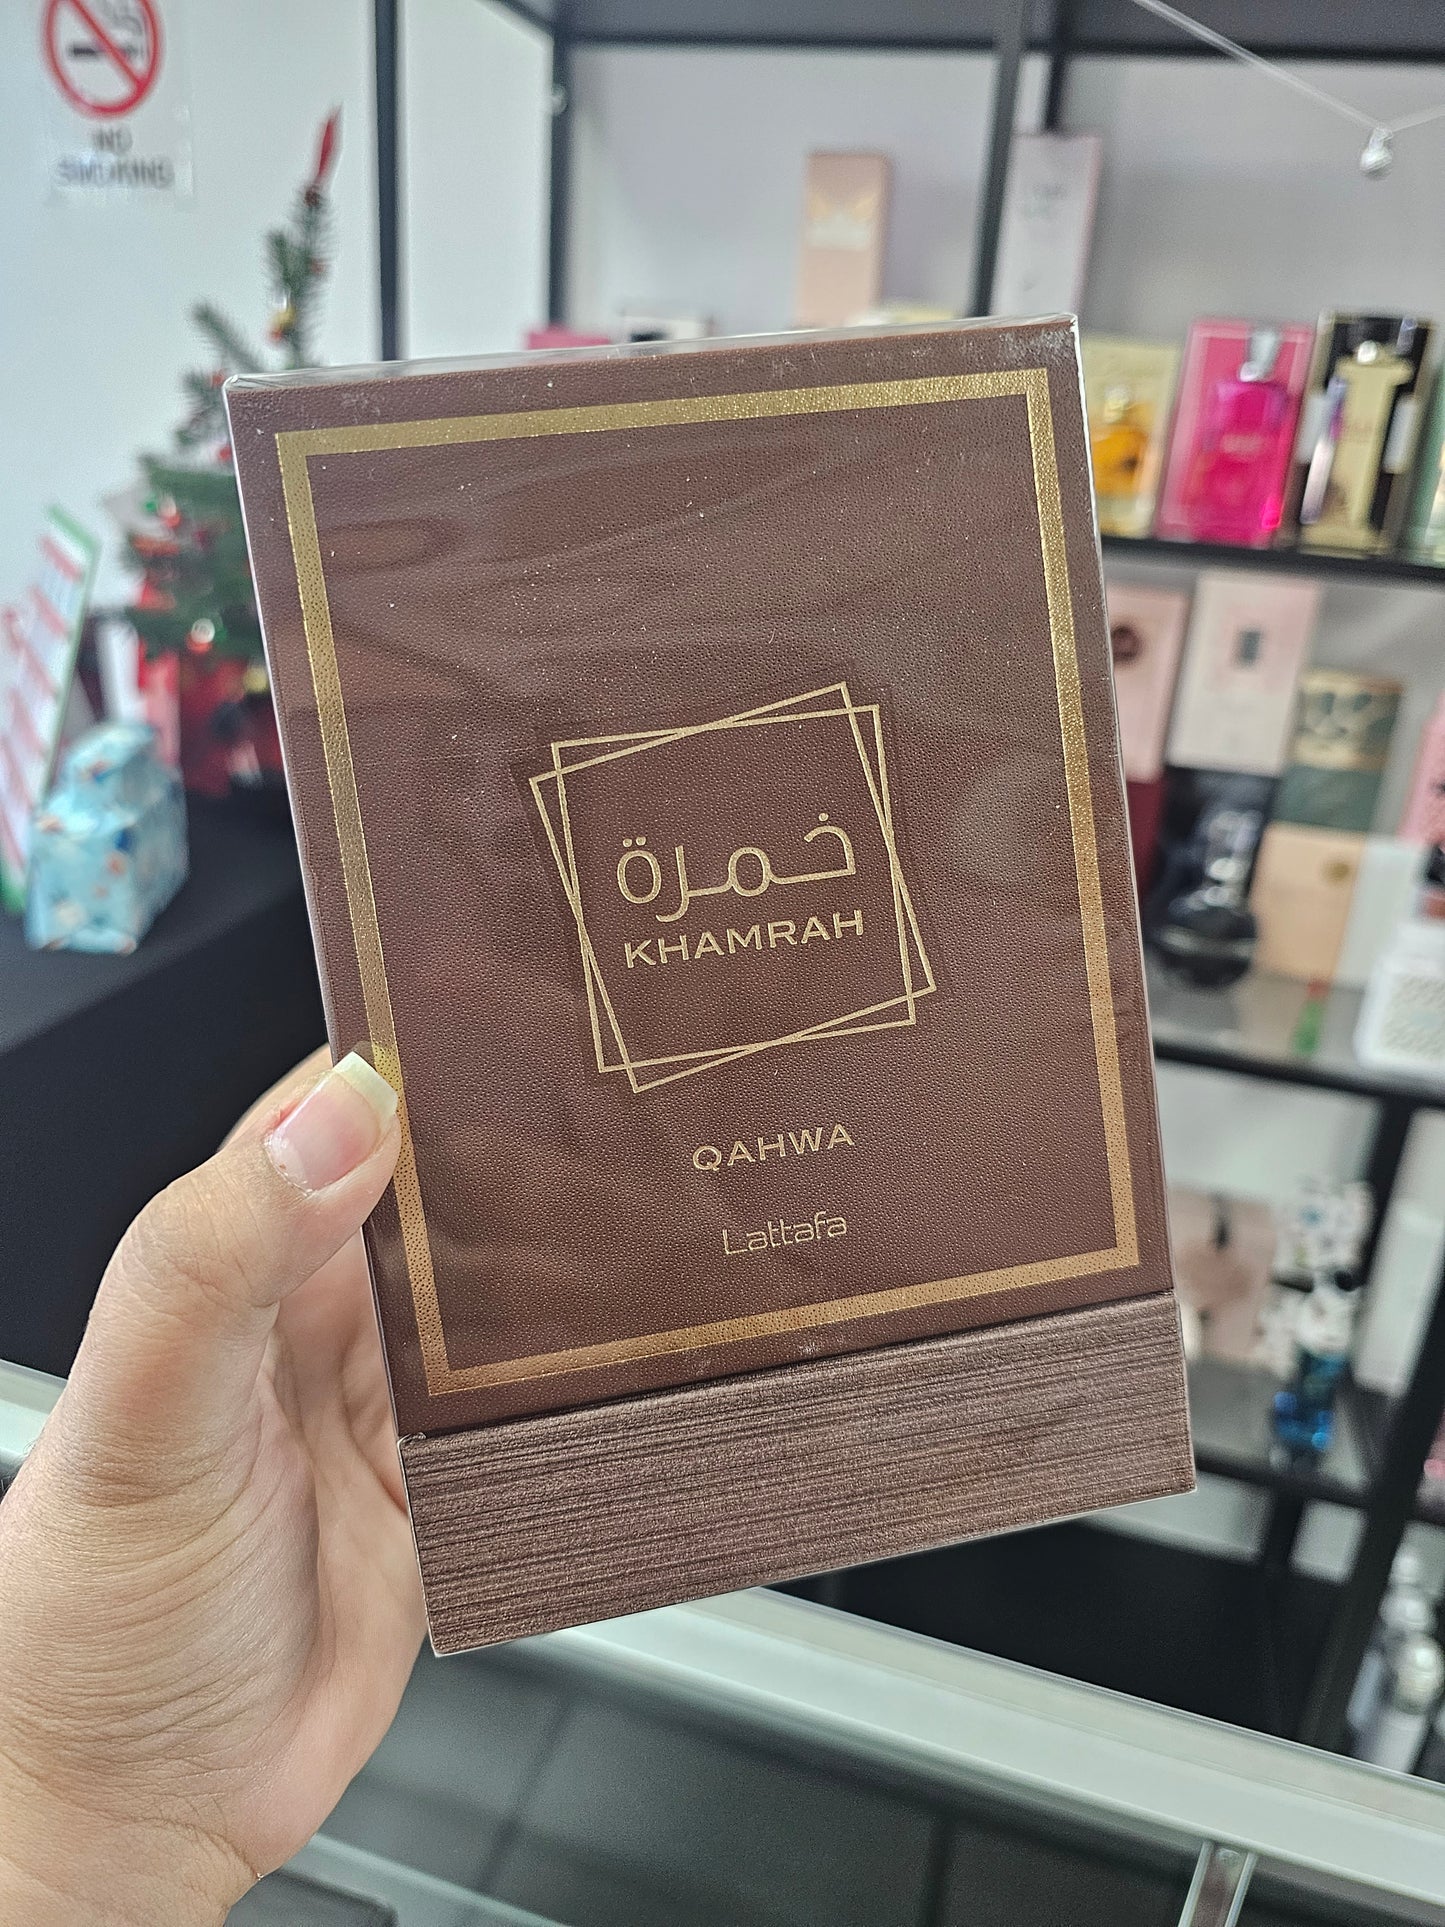 NO
SMOKING
خمرة
KHAMRAH
QAHWA
Lattafa